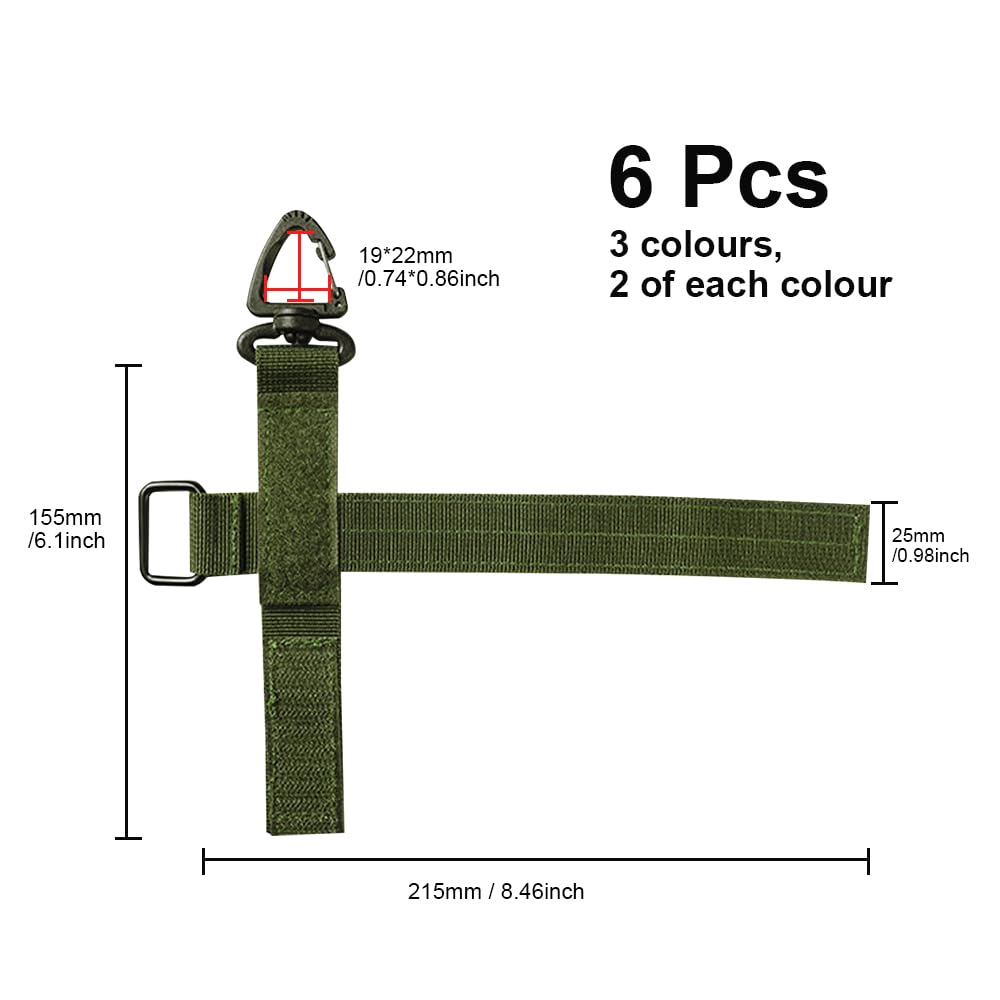 6 Pcs
3 colours,
2 of each colour
19*22mm
/0.74*0.86inch
155mm
/6.1inch
25mm
/0.98inch
215mm / 8.46inch